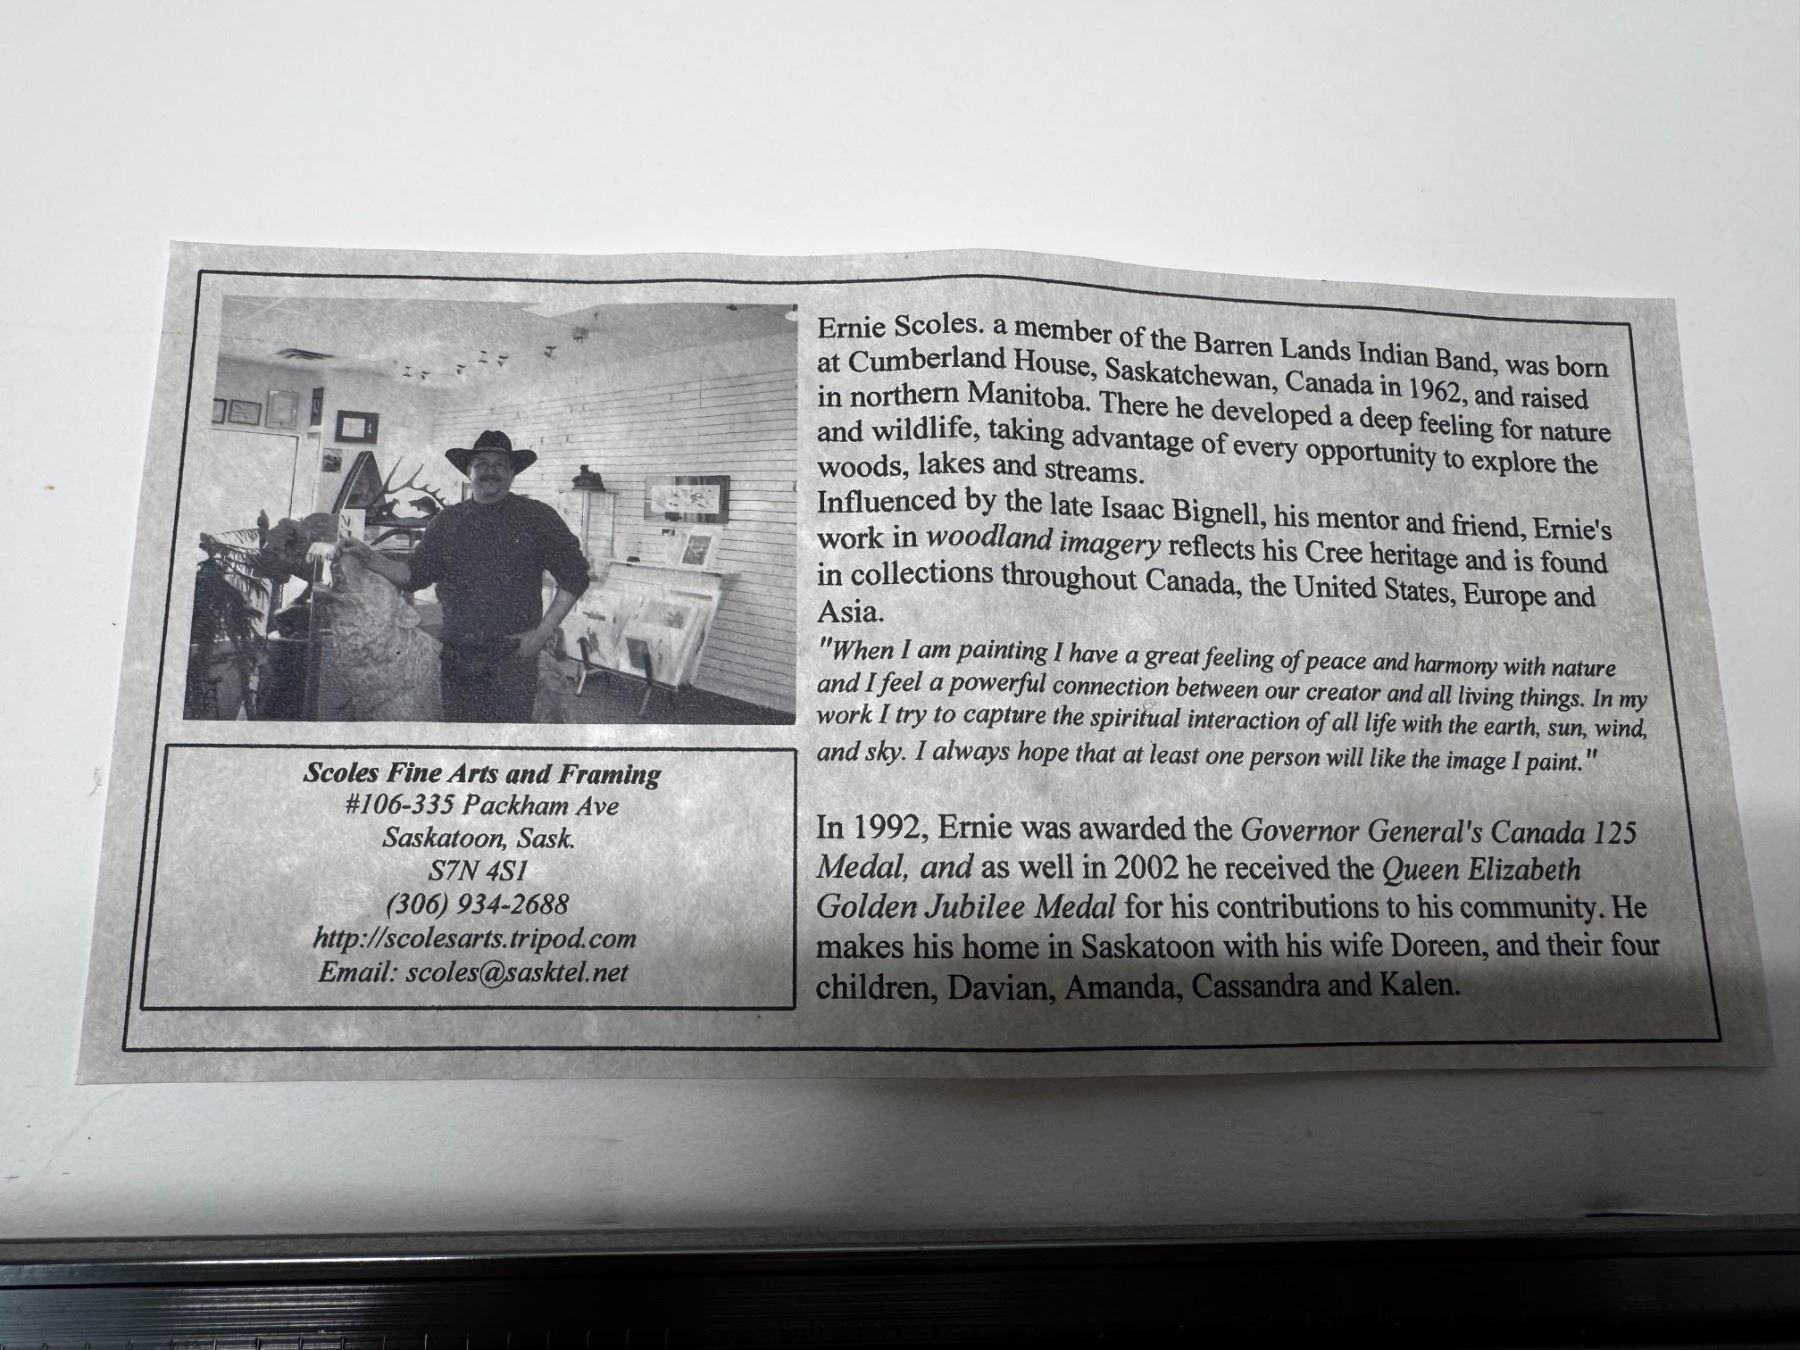 Ernie Scoles. a member of the Barren Lands Indian Band, was born
at Cumberland House, Saskatchewan, Canada in 1962, and raised
in northern Manitoba. There he developed a deep feeling for nature
and wildlife, taking advantage of every opportunity to explore the
woods, lakes and streams.
Influenced by the late Isaac Bignell, his mentor and friend, Ernie's
work in woodland imagery reflects his Cree heritage and is found
in collections throughout Canada, the United States, Europe and
Asia.
"When I am painting I have a great feeling of peace and harmony with nature
and I feel a powerful connection between our creator and all living things. In my
work I try to capture the spiritual interaction of all life with the earth, sun, wind,
and sky. I always hope that at least one person will like the image I paint."
In 1992, Ernie was awarded the Governor General's Canada 125
Medal, and as well in 2002 he received the Queen Elizabeth
Golden Jubilee Medal for his contributions to his community. He
makes his home in Saskatoon with his wife Doreen, and their four
children, Davian, Amanda, Cassandra and Kalen.
Scoles Fine Arts and Framing
#106-335 Packham Ave
Saskatoon, Sask.
S7N 4S1
(306) 934-2688
http://scolesarts.tripod.com
Email: scoles@sasktel.net